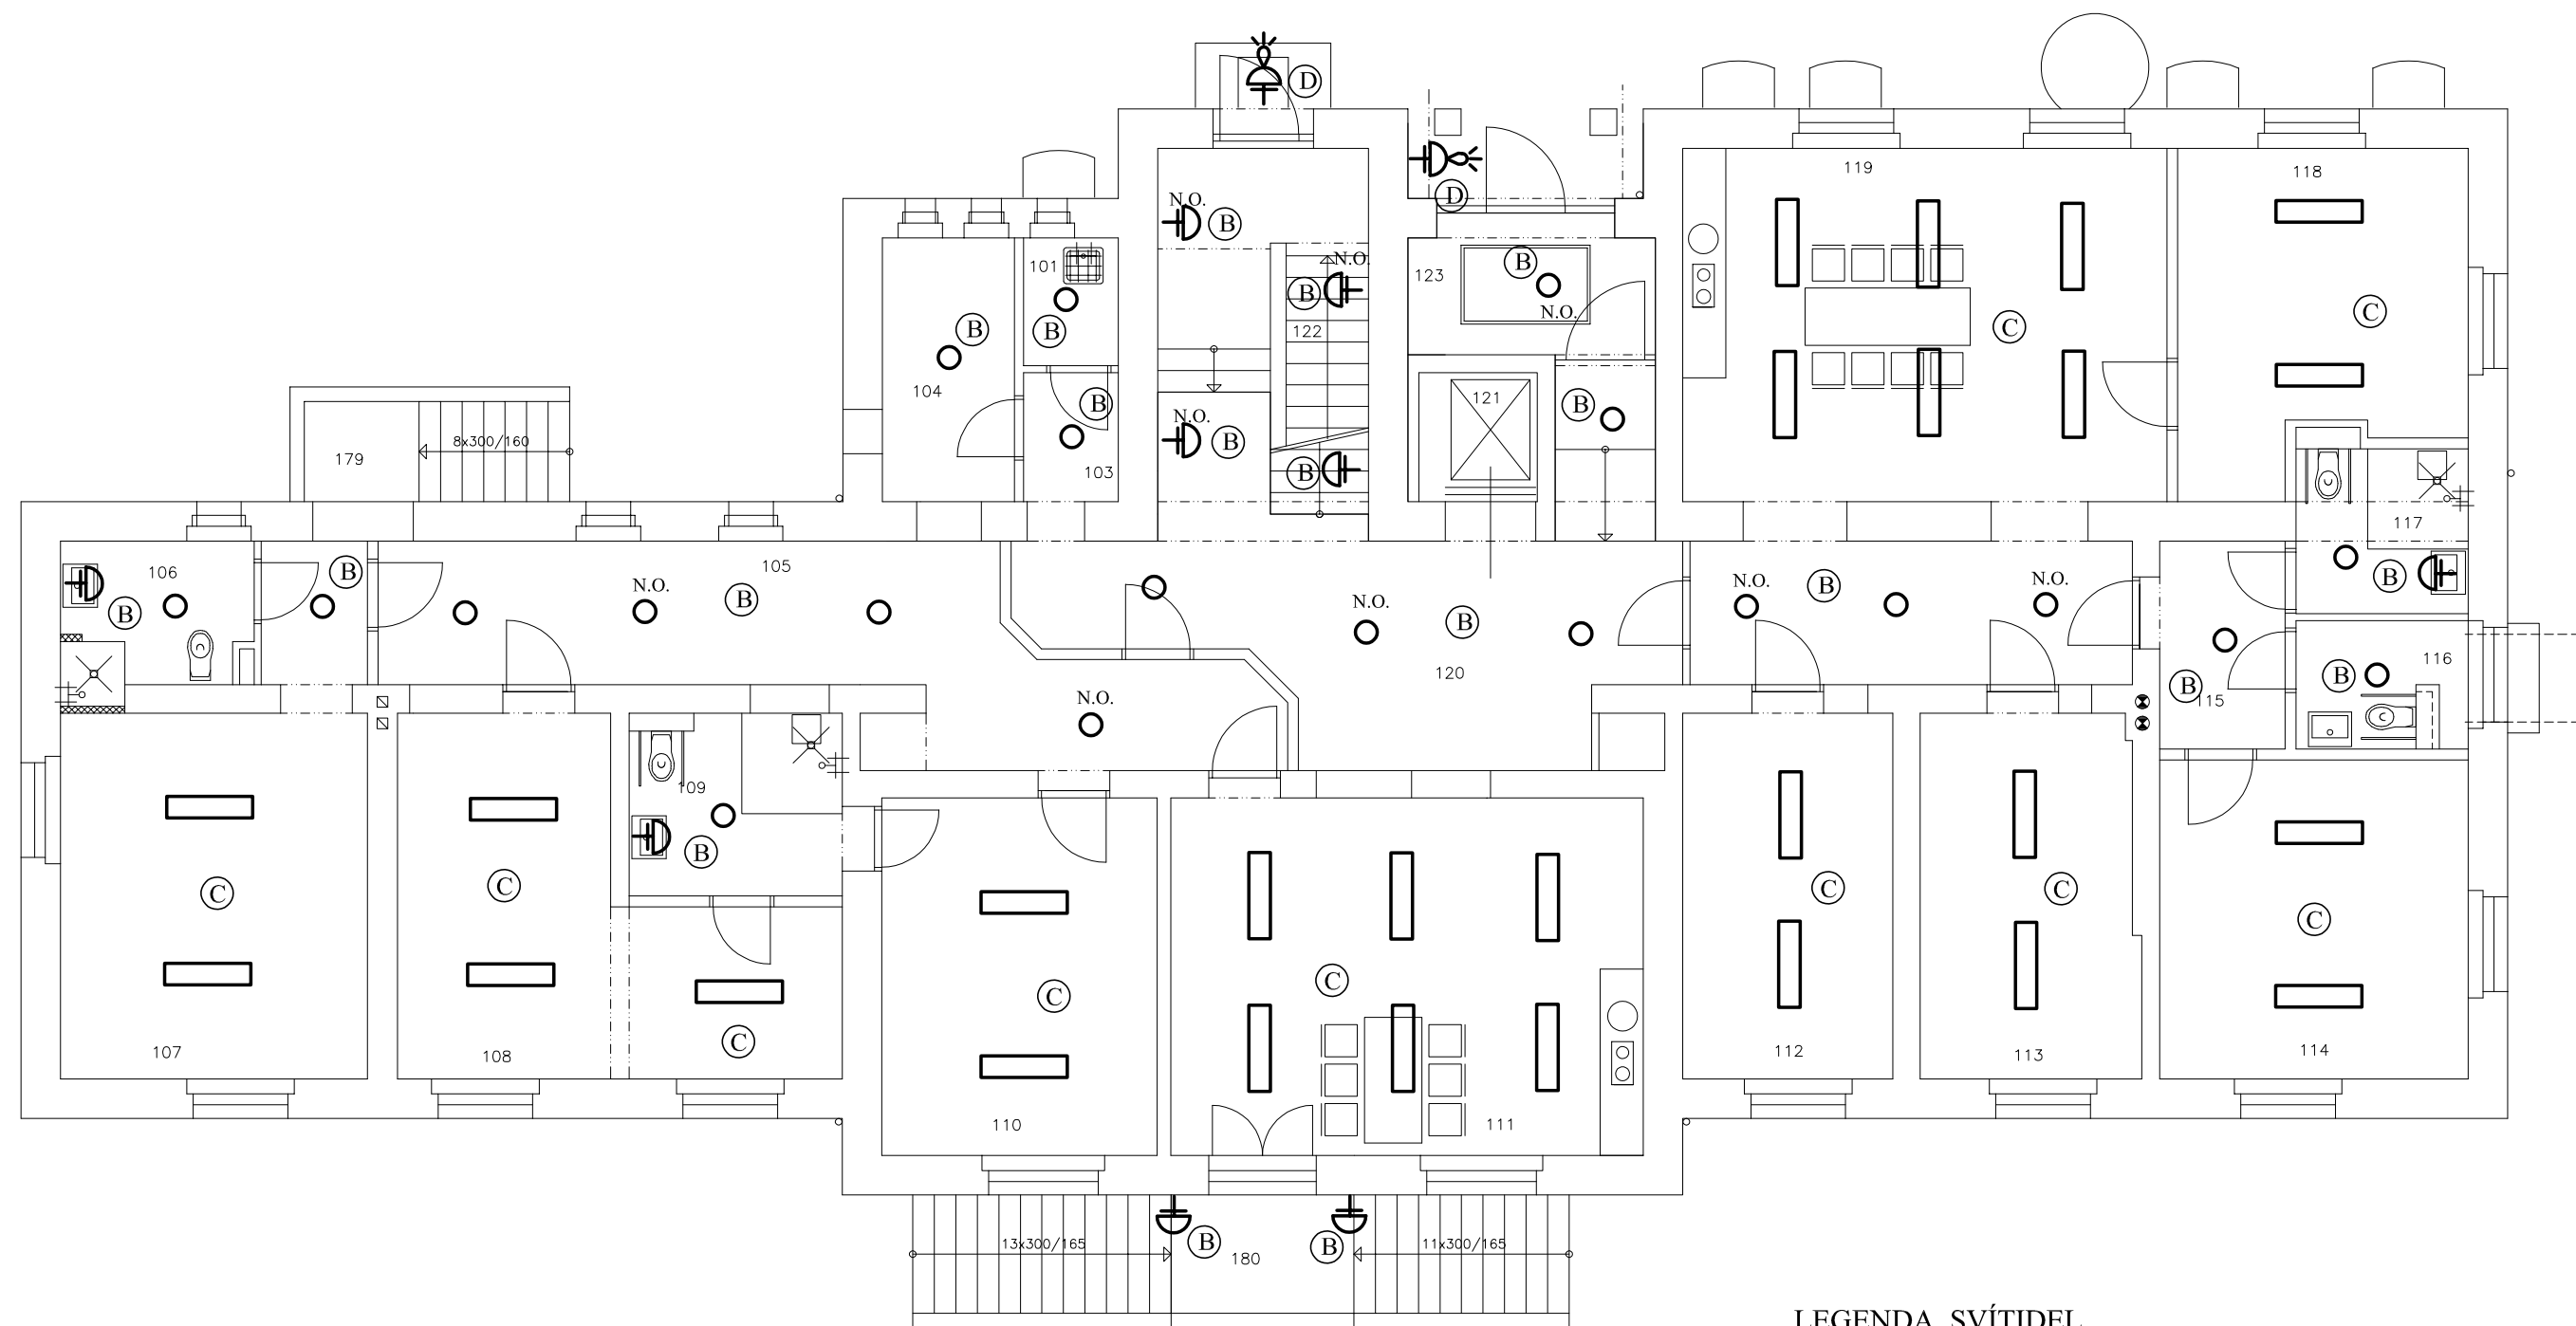 D
D
119
118
N.O.
B
101
123
B
N.O.
B
N.O.
C
C
B
B
122
104
B
121
B
N.O.
B
B
103
8x300/160
179
117
106
B
105
N.O.
B
B
N.O.
B
N.O.
B
N.O.
B
120
B
116
B
115
N.O.
109
B
C
C
C
C
C
C
C
C
107
108
112
113
114
110
111
13x300/165
B
180
B
11x300/165
LEGENDA SVÍTIDEL